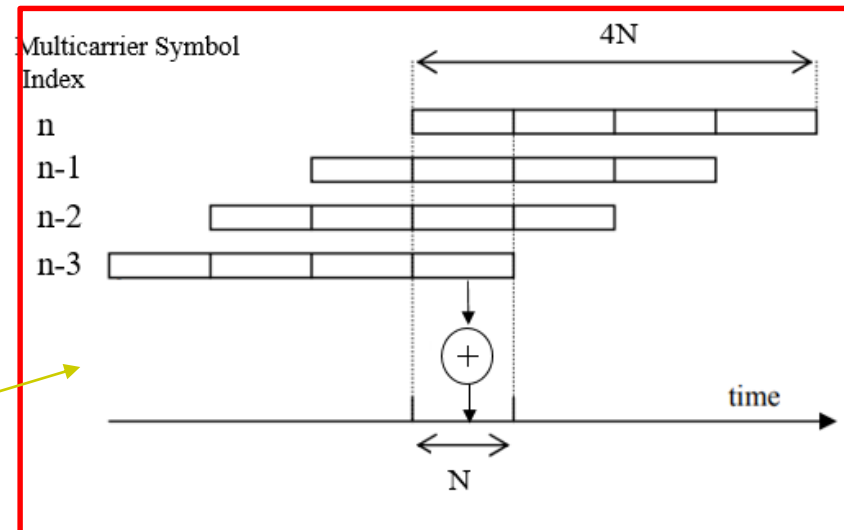 Multicarrier Symbol
Index
4N
n
n-1
n-2
n-3
+
time
N